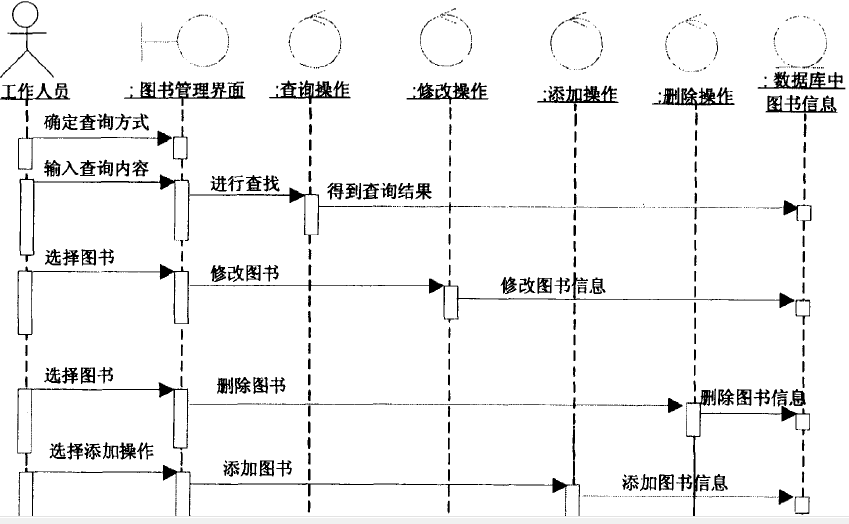 工作人员
:图书管理界面
:查询操作
:修改操作
:添加操作
:删除操作
:数据库中
图书信息
确定查询方式
输入查询内容
进行查找
得到查询结果
选择图书
修改图书
修改图书信息
选择图书
删除图书
删除图书信息
选择添加操作
添加图书
添加图书信息